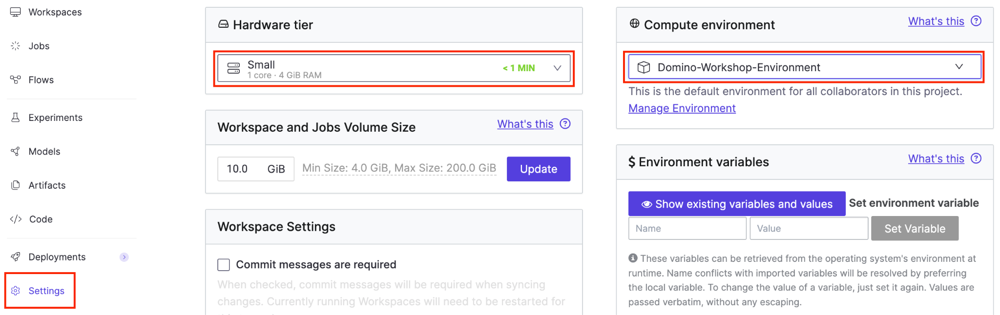 Workspaces
Jobs
Flows
Experiments
Models
Artifacts
</> Code
Deployments
Settings
Hardware tier
Small
1 core · 4 GiB RAM
< 1 MIN
Workspace and Jobs Volume Size
What's this
10.0 GiB
Min Size: 4.0 GiB, Max Size: 200.0 GiB
Update
Workspace Settings
Commit messages are required
When checked, commit messages will be required when syncing
changes. Currently running Workspaces will need to be restarted for
Compute environment
What's this
Domino-Workshop-Environment
This is the default environment for all collaborators in this project.
Manage Environment
$ Environment variables
What's this
Show existing variables and values
Set environment variable
Name
Value
Set Variable
These variables can be retrieved from the operating system's environment at
runtime. Name conflicts with imported variables will be resolved by preferring
the local variable. To change the value of a variable, just set it again. Values are
passed verbatim, without any escaping.